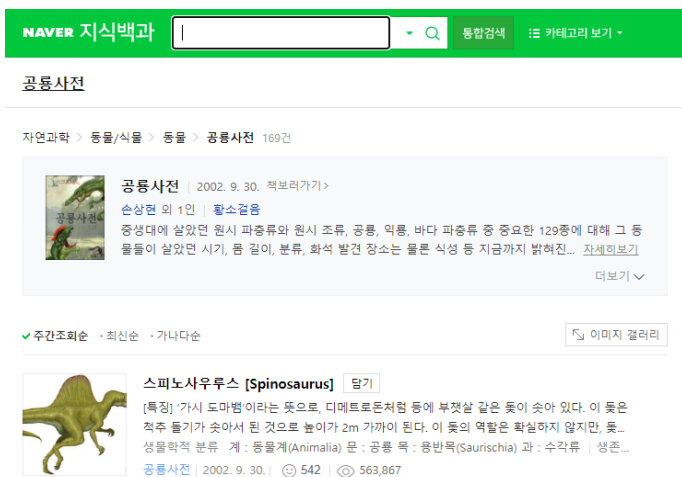 NAVER 지식백과
통합검색
카테고리 보기
공룡사전
자연과학 > 동물/식물 > 동물 > 공룡사전 169건
공룡사전 | 2002. 9. 30. 책보러가기>
손상현 외 1인 | 황소걸음
중생대에 살았던 원시 파충류와 원시 조류, 공룡, 익룡, 바다 파충류 중 중요한 129종에 대해 그 동
물들이 살았던 시기, 몸 길이, 분류, 화석 발견 장소는 물론 식성 등 지금까지 밝혀진... 자세히보기
더보기
공룡사전
주간조회순 · 최신순 · 가나다순
이미지 갤러리
스피노사우루스 [Spinosaurus] 담기
[특징] '가시 도마뱀'이라는 뜻으로, 디메트로돈처럼 등에 부챗살 같은 돛이 솟아 있다. 이 돛은
척추 돌기가 솟아서 된 것으로 높이가 2m 가까이 된다. 이 돛의 역할은 확실하지 않지만, 돛...
생물학적 분류 계 : 동물계(Animalia) 문 : 공룡 목 : 용반목(Saurischia) 과 : 수각류 | 생존...
공룡사전 | 2002. 9. 30. | 542 | 563,867